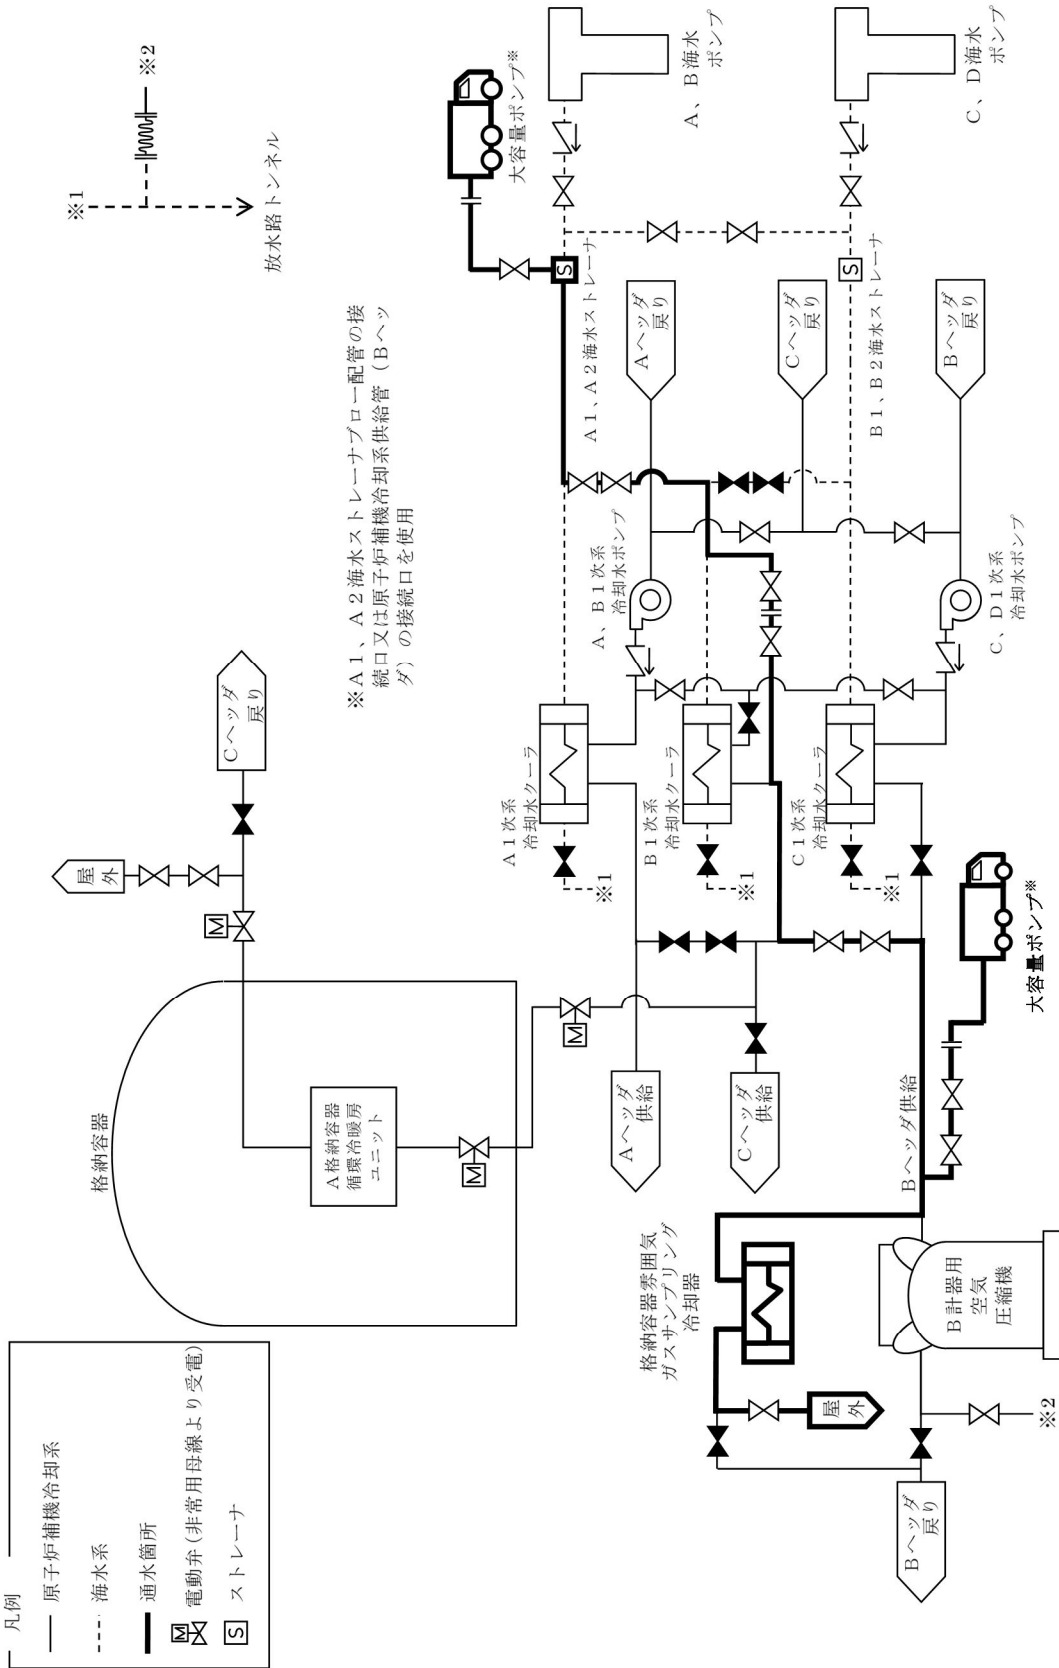 凡例
原子炉補機冷却系
海水系
通水箇所
M
電動弁(非常用母線より受電)
S
ストレーナ
格納容器
A格納容器
循環冷暖房
ユニット
M
M
M
屋
外
Cヘッダ
戻り
※A1、A2海水ストレーナブロー配管の接
続口又は原子炉補機冷却系供給管(Bヘッ
ダ)の接続口を使用
※1
※2
放水路トンネル
格納容器雰囲気
ガスサンプリング
冷却器
屋
外
Bヘッダ
戻り
B計器用
空気
圧縮機
※2
Aヘッダ
供給
Cヘッダ
供給
Bヘッダ供給
大容量ポンプ※
A1次系
冷却水クーラ
※1
B1次系
冷却水クーラ
※1
C1次系
冷却水クーラ
※1
A、B1次系
冷却水ポンプ
C、D1次系
冷却水ポンプ
Aヘッダ
戻り
Cヘッダ
戻り
Bヘッダ
戻り
S
A1、A2海水ストレーナ
S
B1、B2海水ストレーナ
大容量ポンプ※
A、B海水
ポンプ
C、D海水
ポンプ